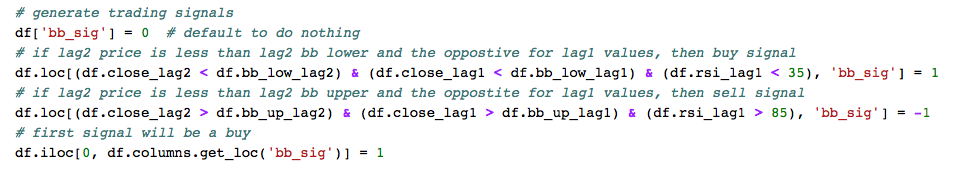 # generate trading signals
df['bb_sig'] = 0  # default to do nothing
# if lag2 price is less than lag2 bb lower and the oppostive for lag1 values, then buy signal
df.loc[(df.close_lag2 < df.bb_low_lag2) & (df.close_lag1 < df.bb_low_lag1) & (df.rsi_lag1 < 35), 'bb_sig'] = 1
# if lag2 price is less than lag2 bb upper and the oppostite for lag1 values, then sell signal
df.loc[(df.close_lag2 > df.bb_up_lag2) & (df.close_lag1 > df.bb_up_lag1) & (df.rsi_lag1 > 85), 'bb_sig'] = -1
# first signal will be a buy
df.iloc[0, df.columns.get_loc('bb_sig')] = 1